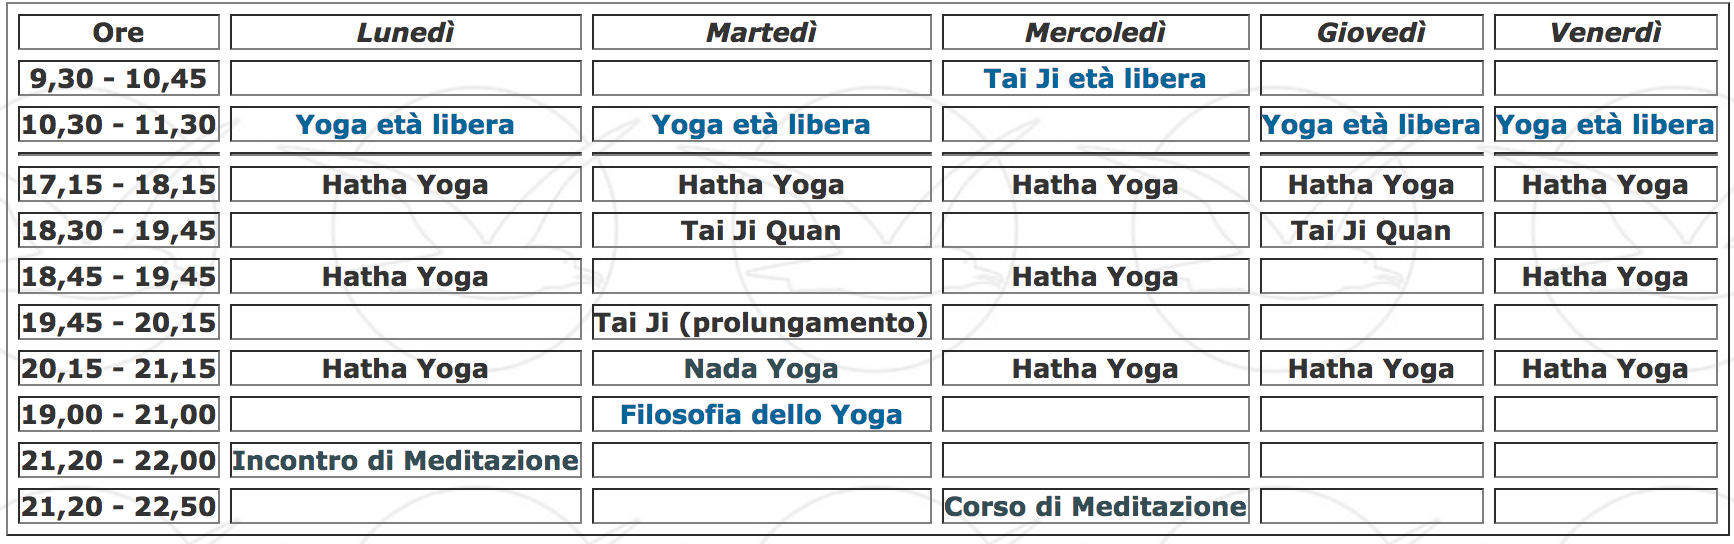 Ore Lunedì Martedì Mercoledì Giovedì Venerdì
9,30 - 10,45 Tai Ji età libera
10,30 - 11,30 Yoga età libera Yoga età libera Yoga età libera Yoga età libera
17,15 - 18,15 Hatha Yoga Hatha Yoga Hatha Yoga Hatha Yoga Hatha Yoga
18,30 - 19,45 Tai Ji Quan Tai Ji Quan
18,45 - 19,45 Hatha Yoga Hatha Yoga Hatha Yoga
19,45 - 20,15 Tai Ji (prolungamento)
20,15 - 21,15 Hatha Yoga Nada Yoga Hatha Yoga Hatha Yoga Hatha Yoga
19,00 - 21,00 Filosofia dello Yoga
21,20 - 22,00 Incontro di Meditazione
21,20 - 22,50 Corso di Meditazione